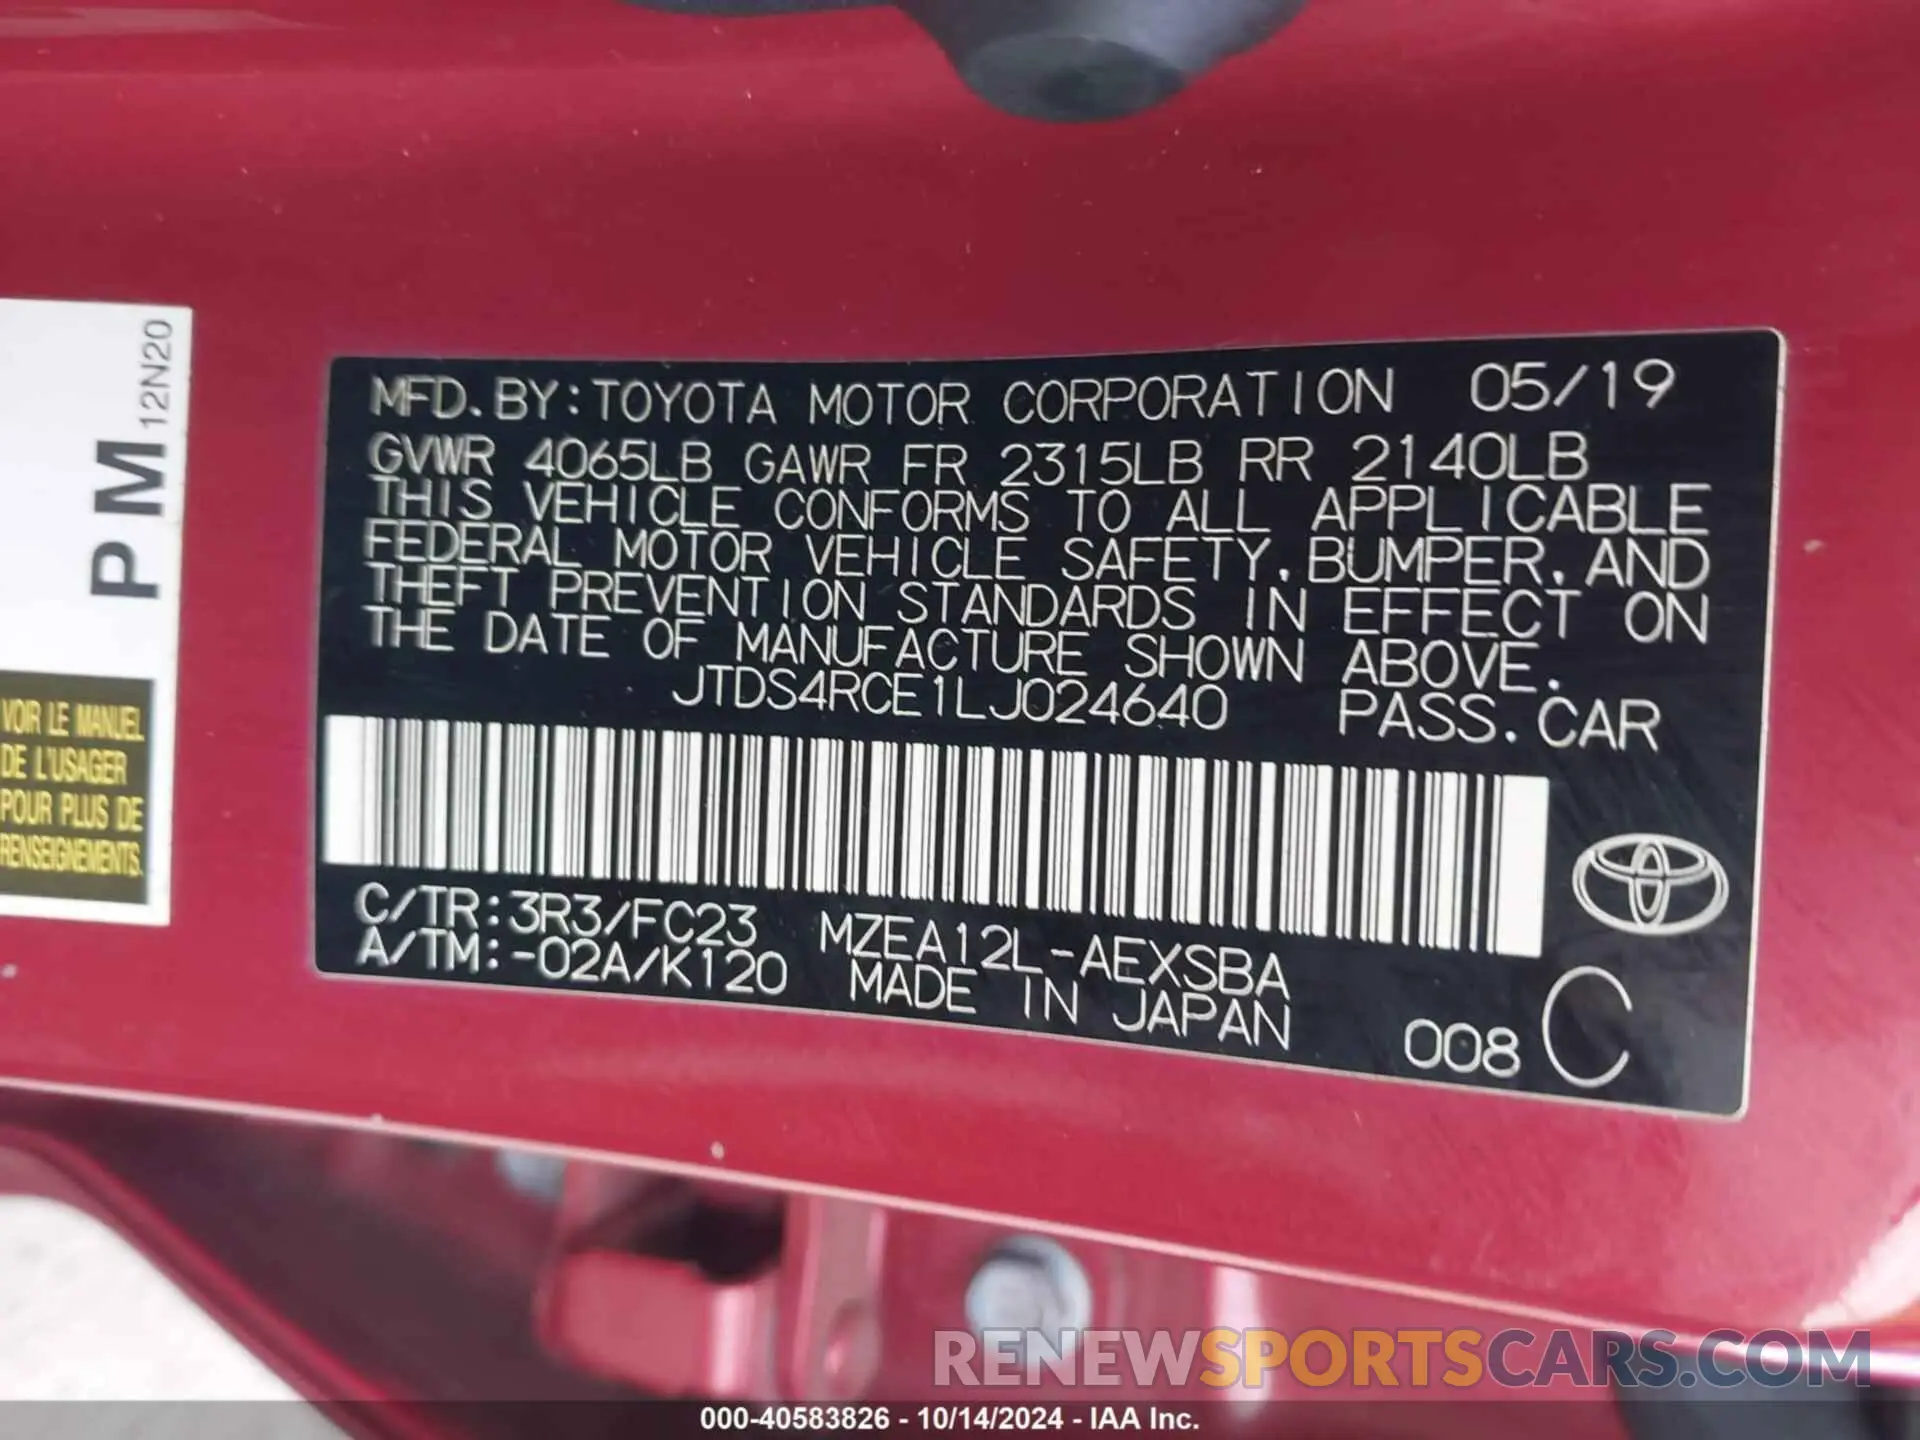 PM 12N20
VOIR LE MANUEL
DE L'USAGER
POUR PLUS DE
RENSEIGNEMENTS.
MFD. BY: TOYOTA MOTOR CORPORATION 05/19
GVWR 4065LB GAWR FR 2315LB RR 2140LB
THIS VEHICLE CONFORMS TO ALL APPLICABLE
FEDERAL MOTOR VEHICLE SAFETY, BUMPER, AND
THEFT PREVENTION STANDARDS IN EFFECT ON
THE DATE OF MANUFACTURE SHOWN ABOVE.
JTDS4RCE1LJ024640 PASS. CAR
C/TR: 3R3/FC23 MZEA12L-AEXSBA
A/TM: -02A/K120 MADE IN JAPAN
008 C
RENEWSPORTSCARS.COM
000-40583826 - 10/14/2024 - IAA Inc.